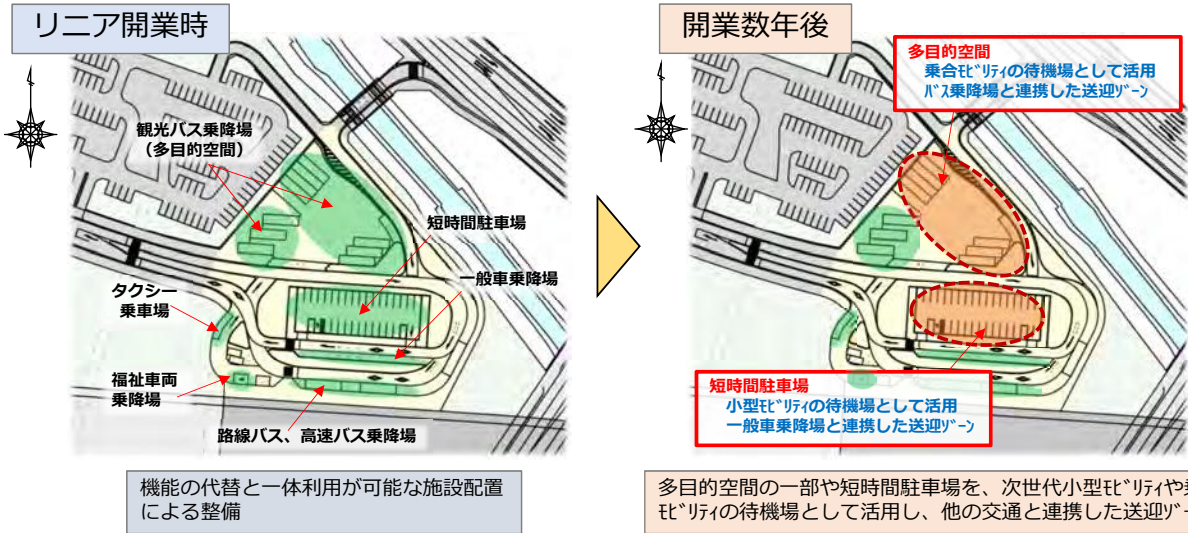 リニア開業時
観光バス乗降場
（多目的空間）
短時間駐車場
一般車乗降場
タクシー
乗車場
福祉車両
乗降場
路線バス、高速バス乗降場
機能の代替と一体利用が可能な施設配置
による整備
開業数年後
多目的空間
乗合ﾓﾋﾞﾘﾃｨの待機場として活用
ﾊﾞｽ乗降場と連携した送迎ｿﾞｰﾝ
短時間駐車場
小型ﾓﾋﾞﾘﾃｨの待機場として活用
一般車乗降場と連携した送迎ｿﾞｰﾝ
多目的空間の一部や短時間駐車場を、次世代小型ﾓﾋﾞﾘﾃｨや
ﾓﾋﾞﾘﾃｨの待機場として活用し、他の交通と連携した送迎ｿﾞｰ